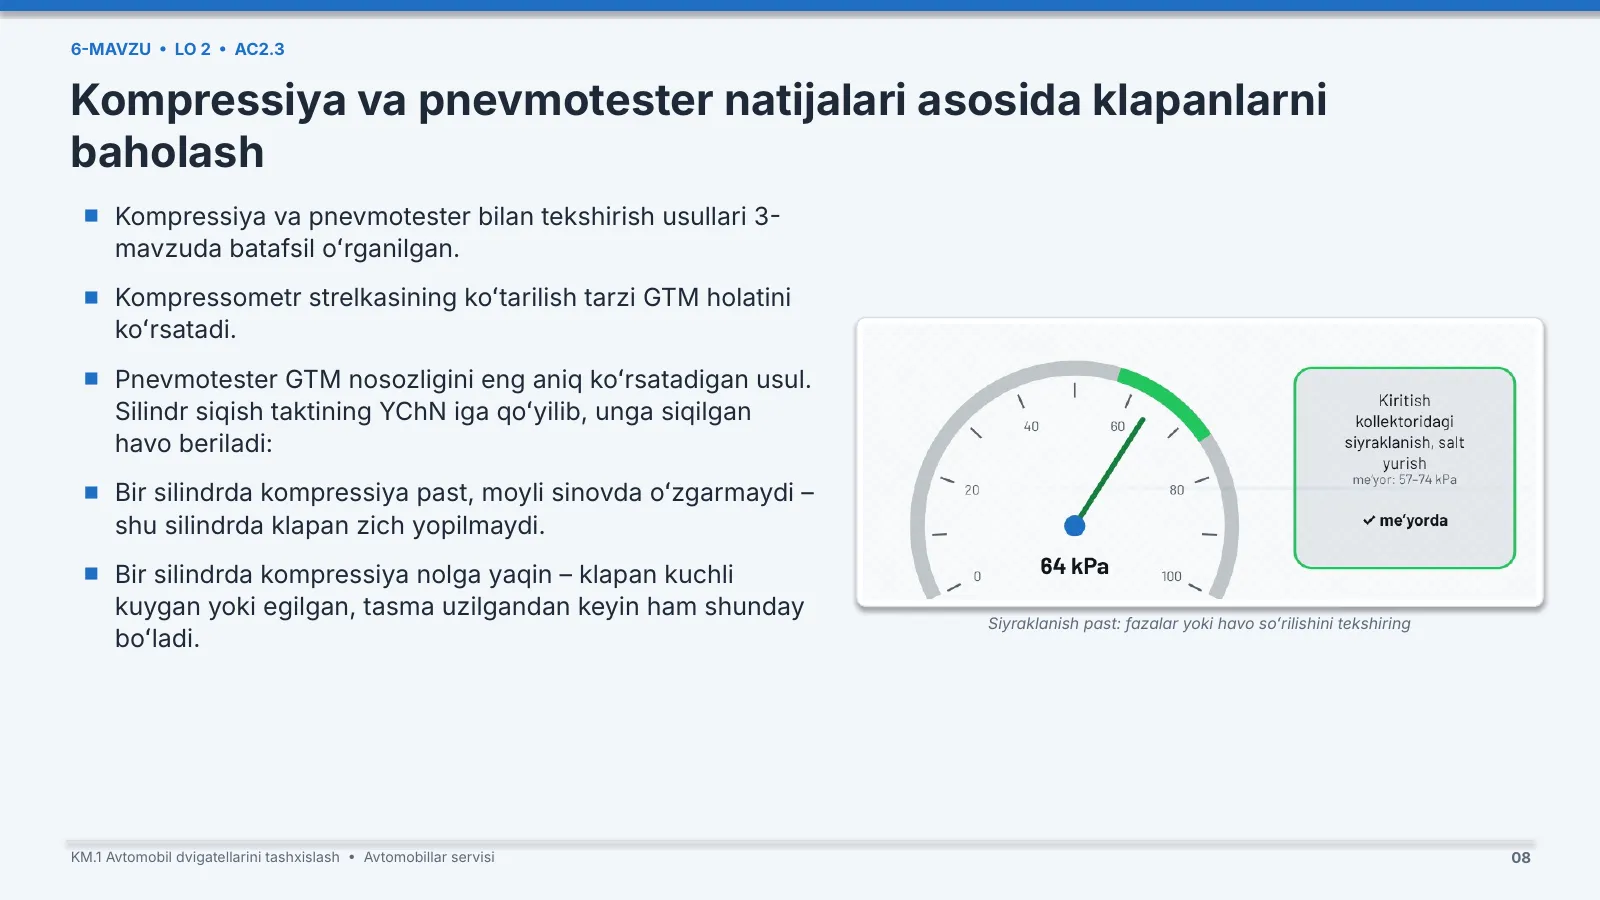 6-MAVZU • LO 2 • AC2.3
Kompressiya va pnevmotester natijalari asosida klapanlarni
baholash
■ Kompressiya va pnevmotester bilan tekshirish usullari 3-
mavzuda batafsil oʻrganilgan.
■ Kompressometr strelkasining koʻtarilish tarzi GTM holatini
koʻrsatadi.
■ Pnevmotester GTM nosozligini eng aniq koʻrsatadigan usul.
Silindr siqish taktining YChN iga qoʻyilib, unga siqilgan
havo beriladi:
■ Bir silindrda kompressiya past, moyli sinovda oʻzgarmaydi –
shu silindrda klapan zich yopilmaydi.
■ Bir silindrda kompressiya nolga yaqin – klapan kuchli
kuygan yoki egilgan, tasma uzilgandan keyin ham shunday
boʻladi.
0
20
40
60
80
100
64 kPa
Kiritish
kollektoridagi
siyraklanish, salt
yurish
meʼyor: 57–74 kPa
✓ meʼyorda
Siyraklanish past: fazalar yoki havo soʻrilishini tekshiring
KM.1 Avtomobil dvigatellarini tashxislash • Avtomobillar servisi
08